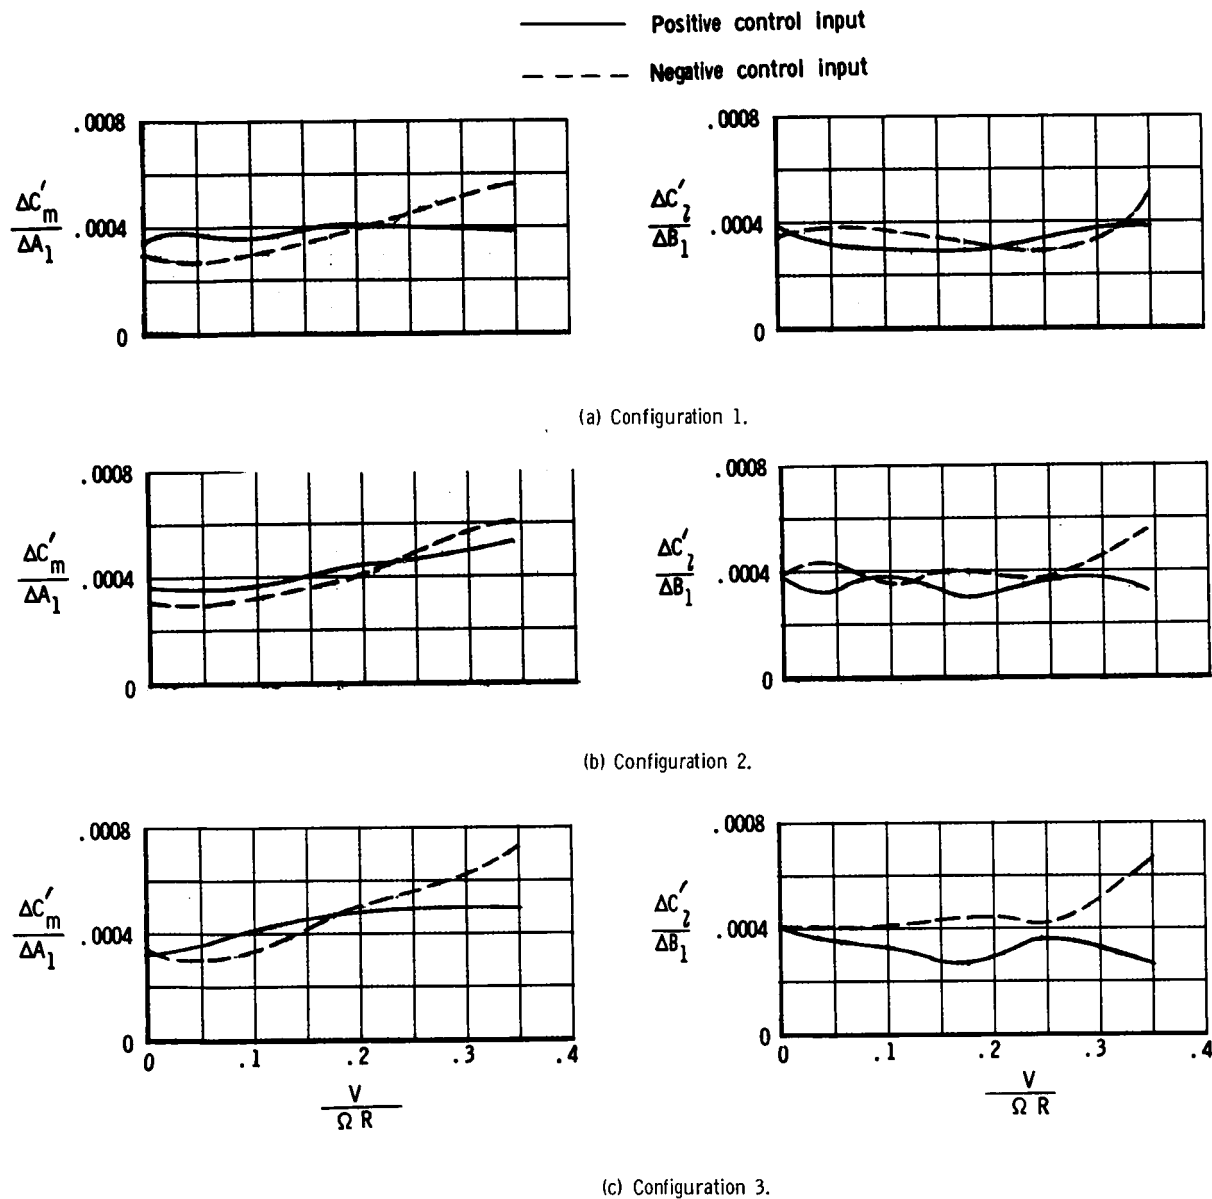 Positive control input
Negative control input
.0008
ΔC′m
ΔA1
.0004
0
.0008
ΔC′l
ΔB1
.0004
0
(a) Configuration 1.
.0008
ΔC′m
ΔA1
.0004
0
.0008
ΔC′l
ΔB1
.0004
0
(b) Configuration 2.
.0008
ΔC′m
ΔA1
.0004
0
0 .1 .2 .3 .4
V
Ω R
.0008
ΔC′l
ΔB1
.0004
0
0 .1 .2 .3 .4
V
Ω R
(c) Configuration 3.